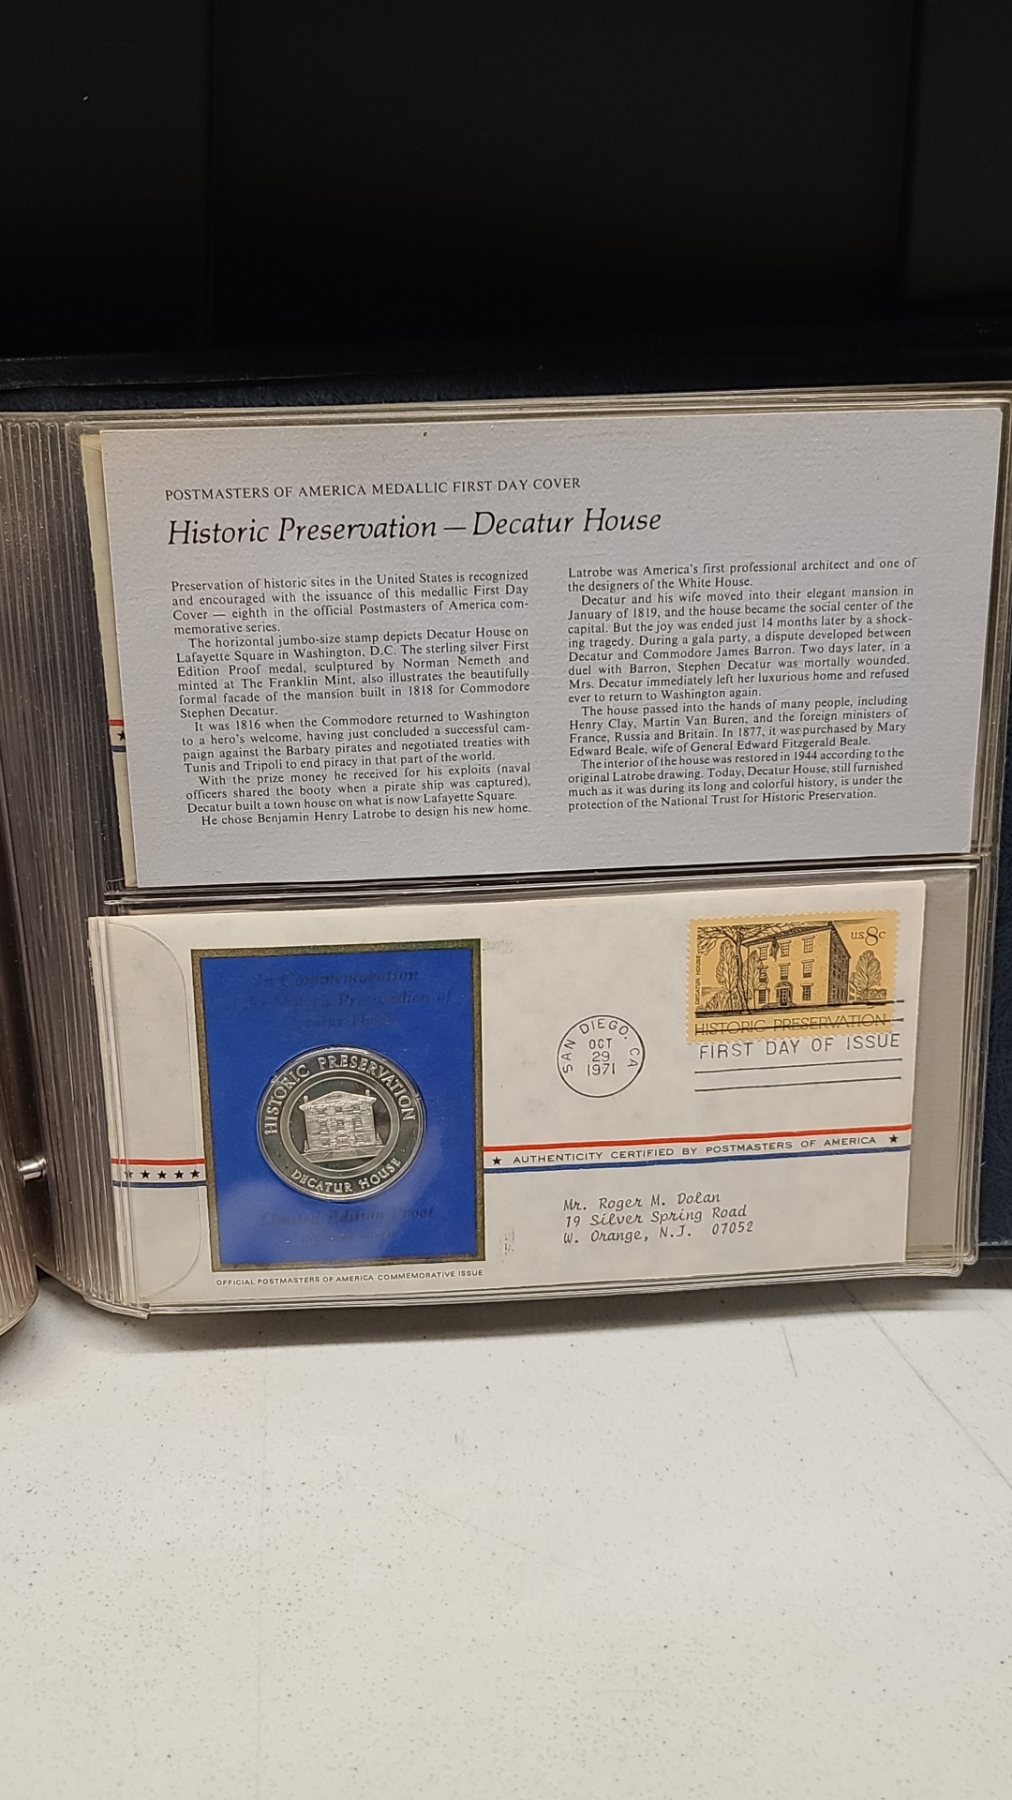 POSTMASTERS OF AMERICA MEDALLIC FIRST DAY COVER
Historic Preservation — Decatur House
Preservation of historic sites in the United States is recognized
and encouraged with the issuance of this medallic First Day
Cover — eighth in the official Postmasters of America com-
memorative series.
The horizontal jumbo-size stamp depicts Decatur House on
Lafayette Square in Washington, D.C. The sterling silver First
Edition Proof medal, sculptured by Norman Nemeth and
minted at The Franklin Mint, also illustrates the beautifully
formal facade of the mansion built in 1818 for Commodore
Stephen Decatur.
It was 1816 when the Commodore returned to Washington
to a hero's welcome, having just concluded a successful cam-
paign against the Barbary pirates and negotiated treaties with
Tunis and Tripoli to end piracy in that part of the world.
With the prize money he received for his exploits (naval
officers shared the booty when a pirate ship was captured),
Decatur built a town house on what is now Lafayette Square.
He chose Benjamin Henry Latrobe to design his new home.
Latrobe was America's first professional architect and one of
the designers of the White House.
Decatur and his wife moved into their elegant mansion in
January of 1819, and the house became the social center of the
capital. But the joy was ended just 14 months later by a shock-
ing tragedy. During a gala party, a dispute developed between
Decatur and Commodore James Barron. Two days later, in a
duel with Barron, Stephen Decatur was mortally wounded.
Mrs. Decatur immediately left her luxurious home and refused
ever to return to Washington again.
The house passed into the hands of many people, including
Henry Clay, Martin Van Buren, and the foreign ministers of
France, Russia and Britain. In 1877, it was purchased by Mary
Edward Beale, wife of General Edward Fitzgerald Beale.
The interior of the house was restored in 1944 according to the
original Latrobe drawing. Today, Decatur House, still furnished
much as it was during its long and colorful history, is under the
protection of the National Trust for Historic Preservation.
In Commemoration
of the Historic Preservation of
Decatur House
HISTORIC PRESERVATION
DECATUR HOUSE
Limited Edition Proof
OFFICIAL POSTMASTERS OF AMERICA COMMEMORATIVE ISSUE
US 8c
DECATUR HOUSE
HISTORIC PRESERVATION
SAN DIEGO, CA
OCT
29
1971
FIRST DAY OF ISSUE
★ AUTHENTICITY CERTIFIED BY POSTMASTERS OF AMERICA ★
Mr. Roger M. Dolan
19 Silver Spring Road
W. Orange, N.J. 07052